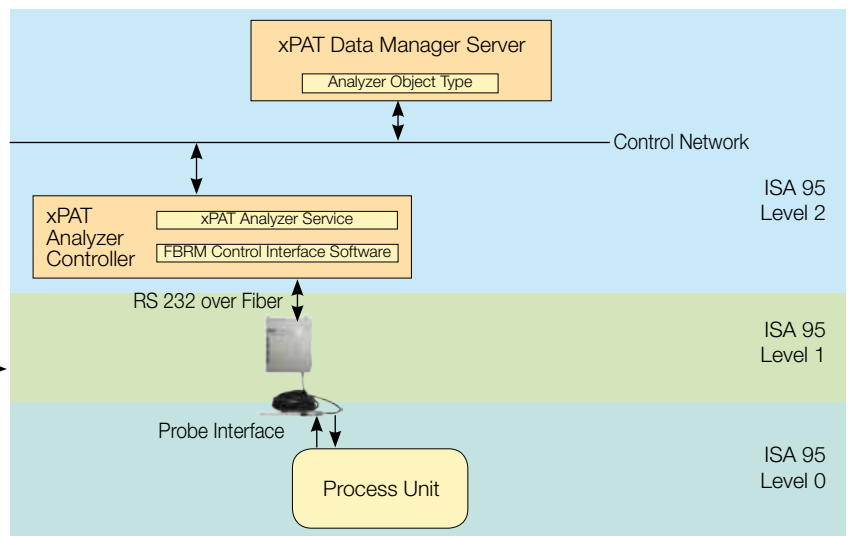 xPAT Data Manager Server
Analyzer Object Type
Control Network
ISA 95
Level 2
xPAT
Analyzer
Controller
xPAT Analyzer Service
FBRM Control Interface Software
RS 232 over Fiber
ISA 95
Level 1
Probe Interface
Process Unit
ISA 95
Level 0